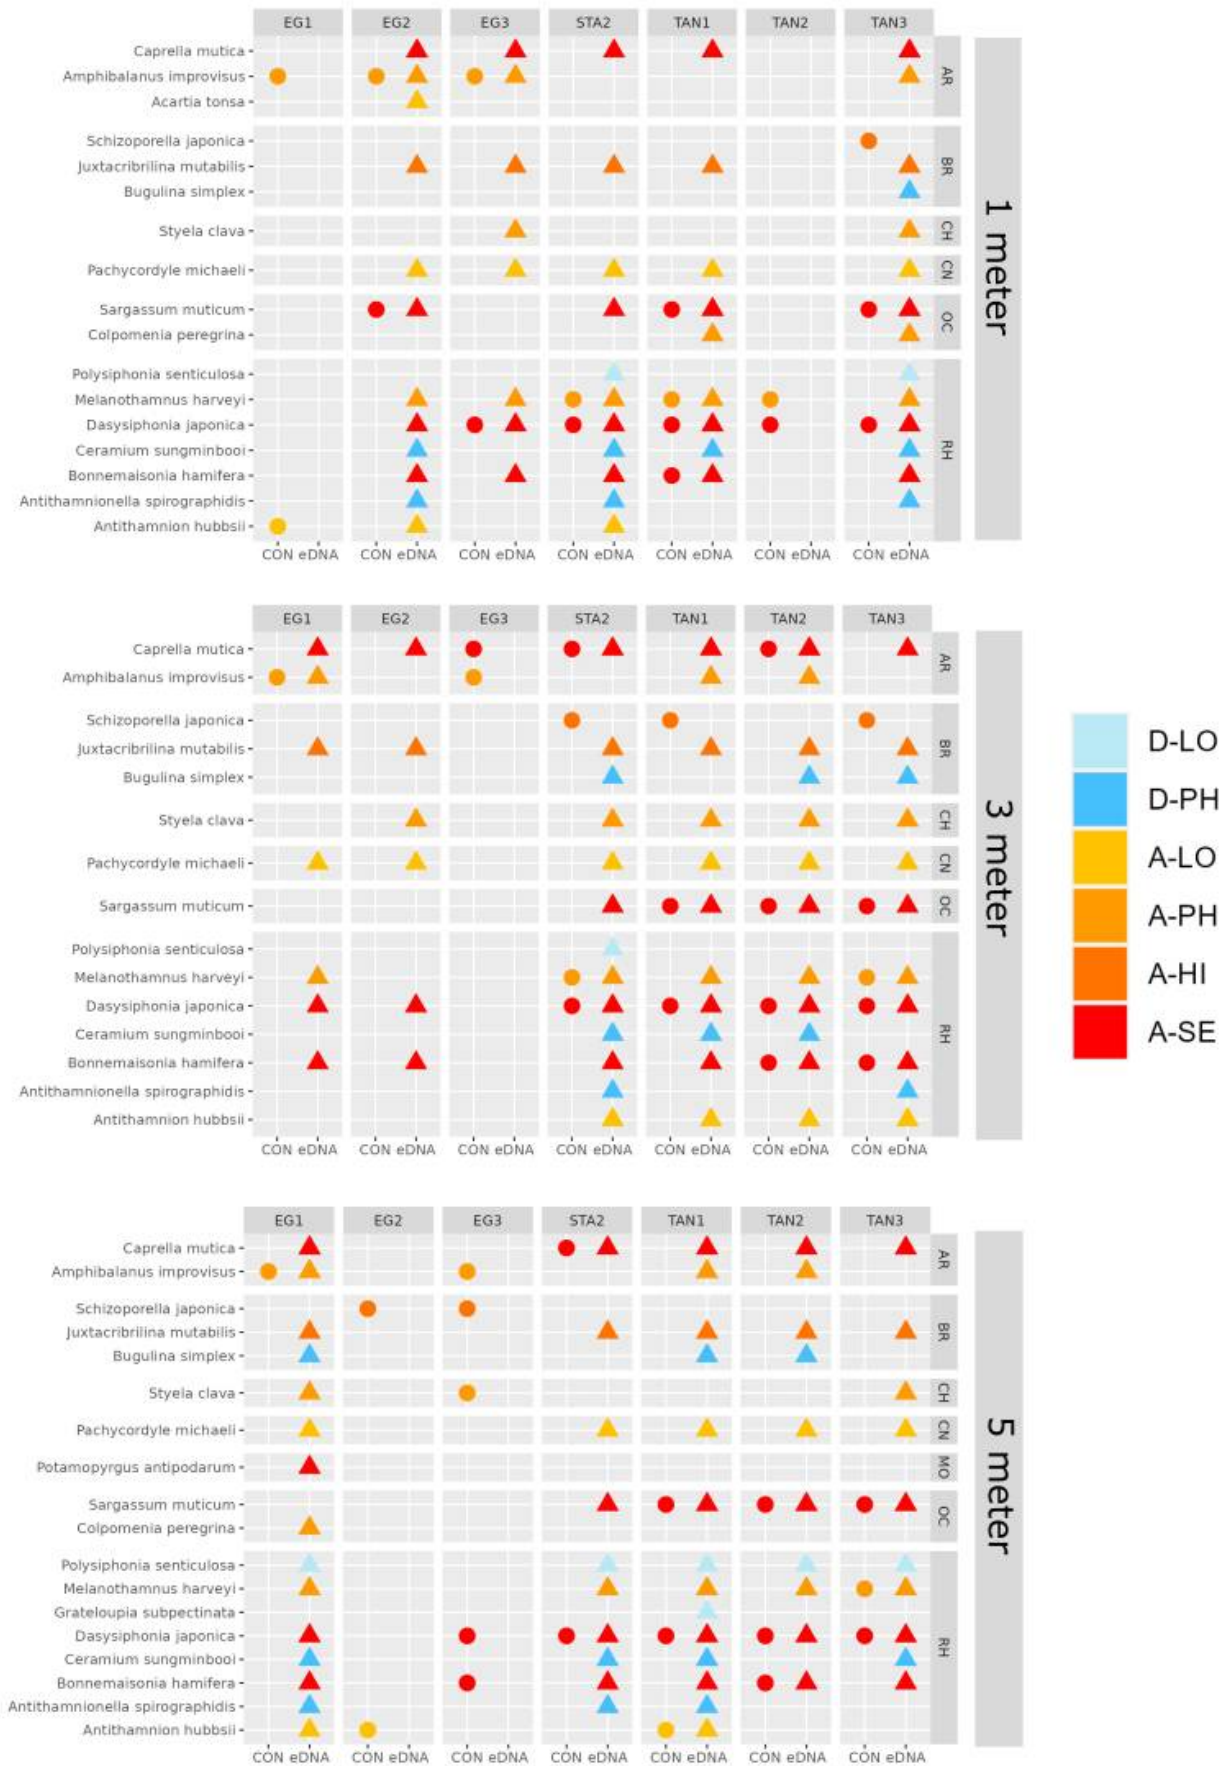 EG1 EG2 EG3 STA2 TAN1 TAN2 TAN3
Caprella mutica
Amphibalanus improvisus
Acartia tonsa
AR
Schizoporella japonica
Juxtacribrilina mutabilis
Bugulina simplex
BR
Styela clava
CH
Pachycordyle michaeli
CN
Sargassum muticum
Colpomenia peregrina
OC
Polysiphonia senticulosa
Melanothamnus harveyi
Dasysiphonia japonica
Ceramium sungminbooi
Bonnemaisonia hamifera
Antithamnionella spirographidis
Antithamnion hubbsii
RH
CON eDNA CON eDNA CON eDNA CON eDNA CON eDNA CON eDNA CON eDNA
1 meter
EG1 EG2 EG3 STA2 TAN1 TAN2 TAN3
Caprella mutica
Amphibalanus improvisus
AR
Schizoporella japonica
Juxtacribrilina mutabilis
Bugulina simplex
BR
Styela clava
CH
Pachycordyle michaeli
CN
Sargassum muticum
OC
Polysiphonia senticulosa
Melanothamnus harveyi
Dasysiphonia japonica
Ceramium sungminbooi
Bonnemaisonia hamifera
Antithamnionella spirographidis
Antithamnion hubbsii
RH
CON eDNA CON eDNA CON eDNA CON eDNA CON eDNA CON eDNA CON eDNA
3 meter
D-LO
D-PH
A-LO
A-PH
A-HI
A-SE
EG1 EG2 EG3 STA2 TAN1 TAN2 TAN3
Caprella mutica
Amphibalanus improvisus
AR
Schizoporella japonica
Juxtacribrilina mutabilis
Bugulina simplex
BR
Styela clava
CH
Pachycordyle michaeli
CN
Potamopyrgus antipodarum
MO
Sargassum muticum
Colpomenia peregrina
OC
Polysiphonia senticulosa
Melanothamnus harveyi
Grateloupia subpectinata
Dasysiphonia japonica
Ceramium sungminbooi
Bonnemaisonia hamifera
Antithamnionella spirographidis
Antithamnion hubbsii
RH
CON eDNA CON eDNA CON eDNA CON eDNA CON eDNA CON eDNA CON eDNA
5 meter